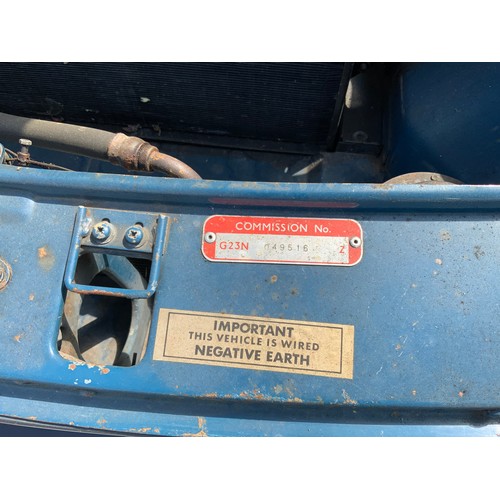 COMMISSION No.
G23N 049516 Z
IMPORTANT
THIS VEHICLE IS WIRED
NEGATIVE EARTH